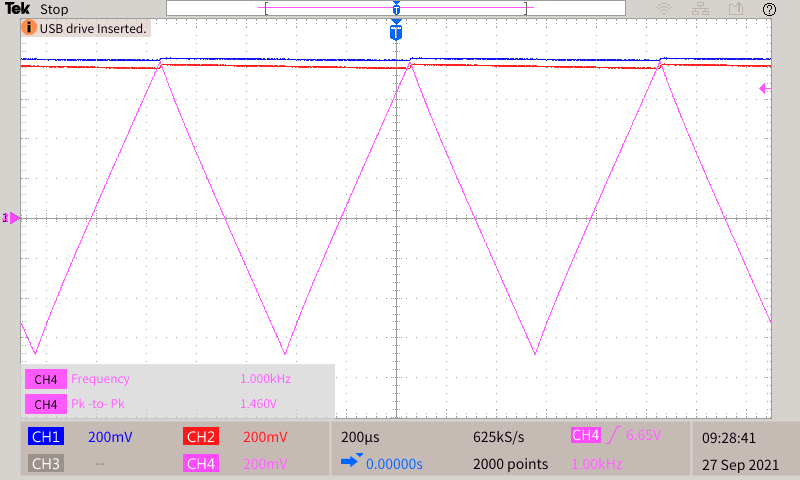 Tek Stop
T
T
i USB drive Inserted.
CH4 Frequency 1.000kHz
CH4 Pk -to- Pk 1.460V
CH1 200mV CH2 200mV 200µs 625kS/s CH4 6.65V 09:28:41
CH3 -- CH4 200mV 0.00000s 2000 points 1.00kHz 27 Sep 2021